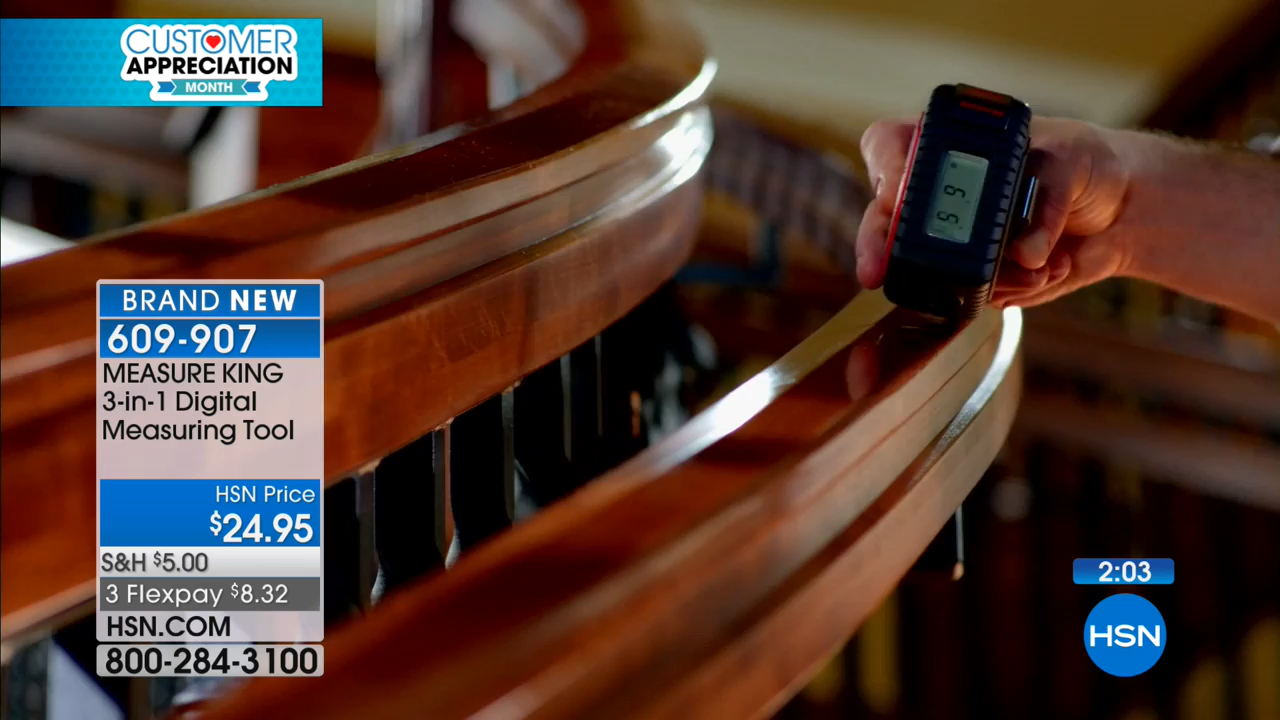 CUSTOMER
APPRECIATION
MONTH
BRAND NEW
609-907
MEASURE KING
3-in-1 Digital
Measuring Tool
HSN Price
$24.95
S&H $5.00
3 Flexpay $8.32
HSN.COM
800-284-3100
2:03
HSN